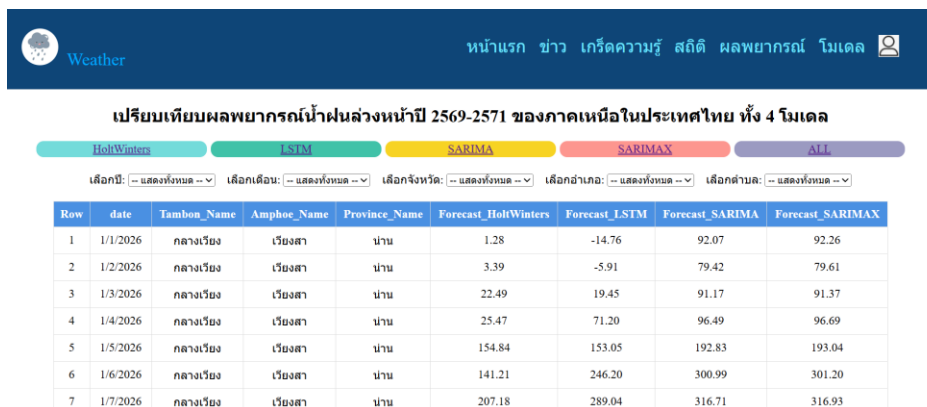 Weather
หน้าแรก ข่าว เกร็ดความรู้ สถิติ ผลพยากรณ์ โมเดล
เปรียบเทียบผลพยากรณ์น้ำฝนล่วงหน้าปี 2569-2571 ของภาคเหนือในประเทศไทย ทั้ง 4 โมเดล
HoltWinters LSTM SARIMA SARIMAX ALL
เลือกปี: -- แสดงทั้งหมด -- เลือกเดือน: -- แสดงทั้งหมด -- เลือกจังหวัด: -- แสดงทั้งหมด -- เลือกอำเภอ: -- แสดงทั้งหมด -- เลือกตำบล: -- แสดงทั้งหมด --
Row date Tambon_Name Amphoe_Name Province_Name Forecast_HoltWinters Forecast_LSTM Forecast_SARIMA Forecast_SARIMAX
1 1/1/2026 กลางเวียง เวียงสา น่าน 1.28 -14.76 92.07 92.26
2 1/2/2026 กลางเวียง เวียงสา น่าน 3.39 -5.91 79.42 79.61
3 1/3/2026 กลางเวียง เวียงสา น่าน 22.49 19.45 91.17 91.37
4 1/4/2026 กลางเวียง เวียงสา น่าน 25.47 71.20 96.49 96.69
5 1/5/2026 กลางเวียง เวียงสา น่าน 154.84 153.05 192.83 193.04
6 1/6/2026 กลางเวียง เวียงสา น่าน 141.21 246.20 300.99 301.20
7 1/7/2026 กลางเวียง เวียงสา น่าน 207.18 289.04 316.71 316.93